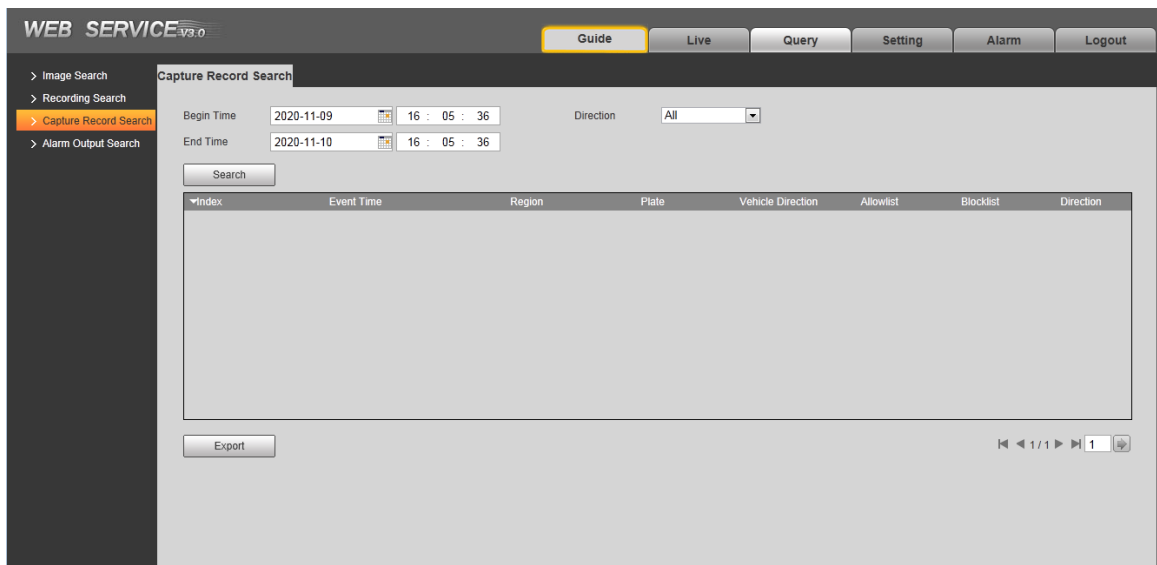 WEB SERVICE V3.0
Guide Live Query Setting Alarm Logout
> Image Search
> Recording Search
> Capture Record Search
> Alarm Output Search
Capture Record Search
Begin Time 2020-11-09 16 : 05 : 36 Direction All
End Time 2020-11-10 16 : 05 : 36
Search
Index Event Time Region Plate Vehicle Direction Allowlist Blocklist Direction
Export 1 / 1 1